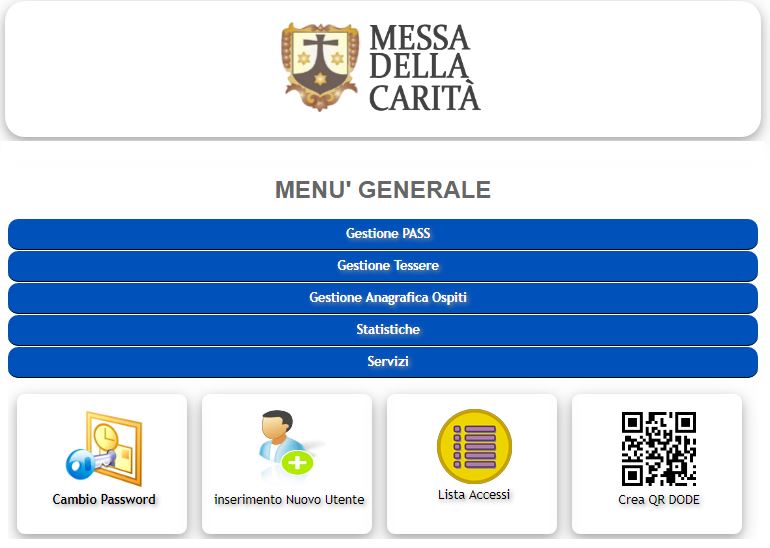 MESSA
DELLA
CARITÀ
MENU' GENERALE
Gestione PASS
Gestione Tessere
Gestione Anagrafica Ospiti
Statistiche
Servizi
Cambio Password
inserimento Nuovo Utente
Lista Accessi
Crea QR DODE